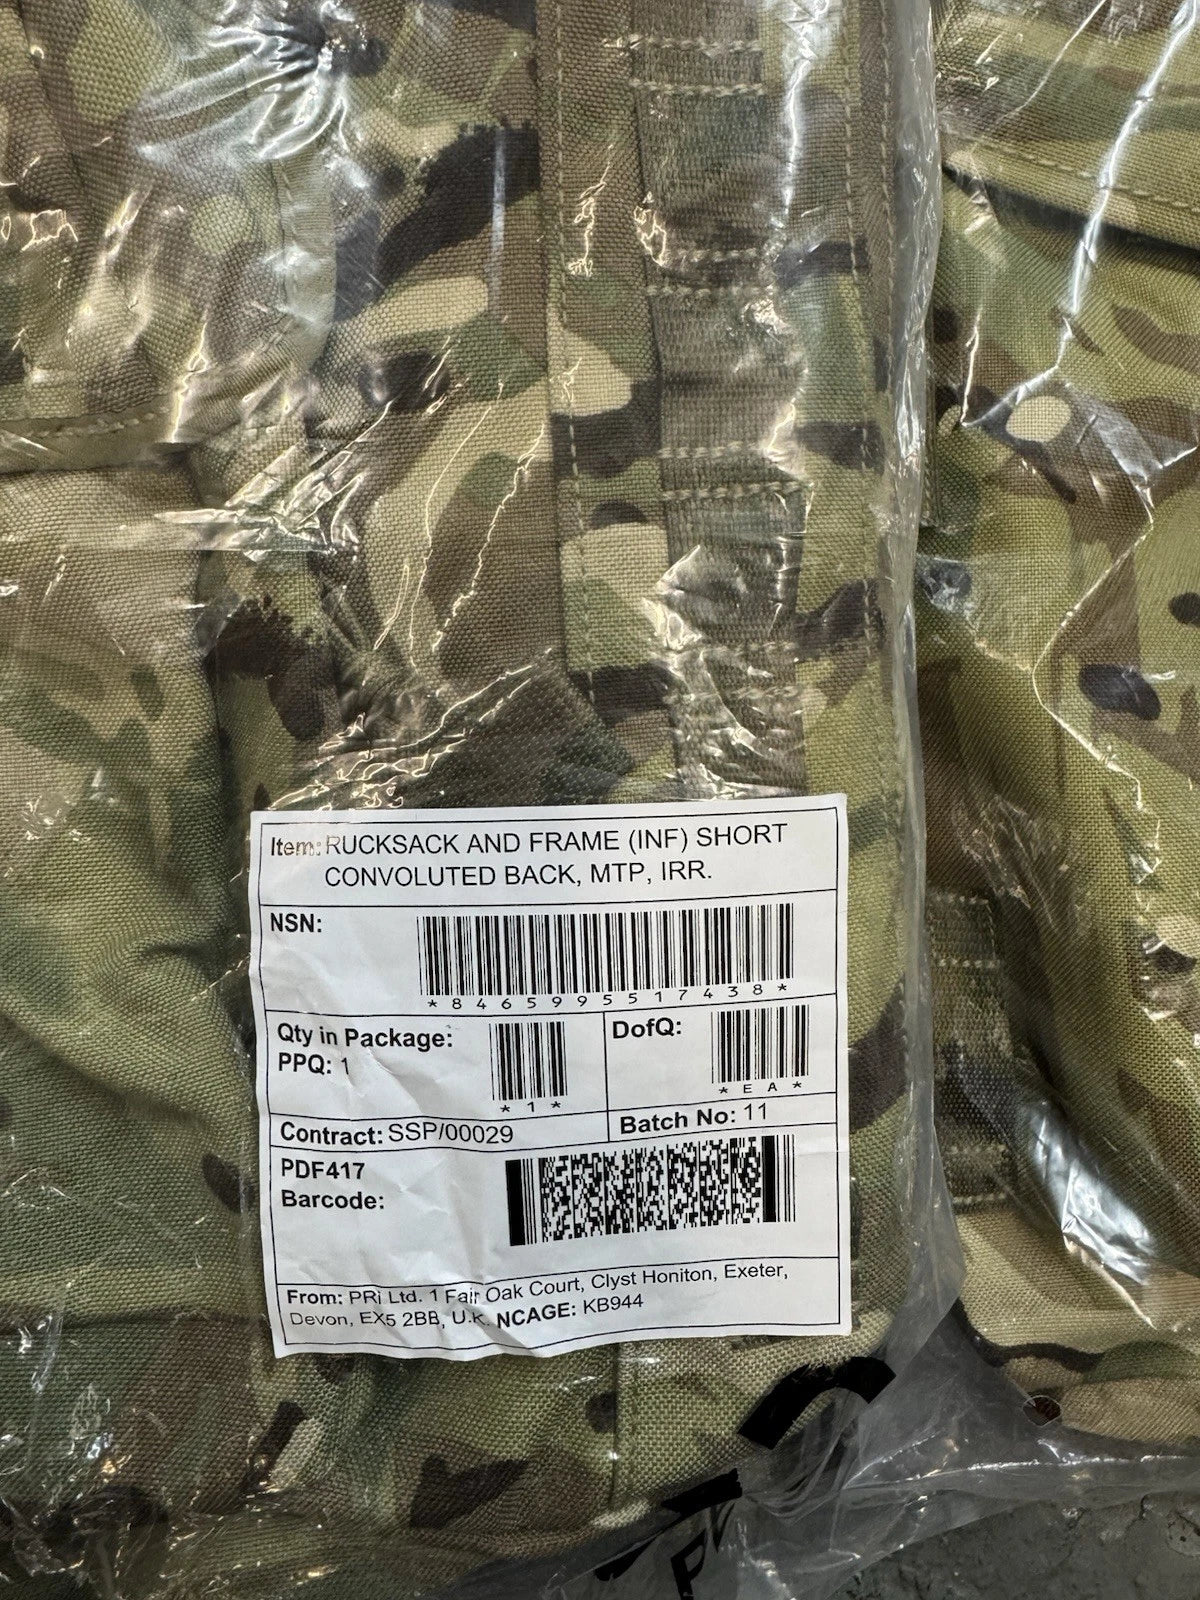 Item: RUCKSACK AND FRAME (INF) SHORT
CONVOLUTED BACK, MTP, IRR.
NSN:
*8465995517438*
Qty in Package:
PPQ: 1
*1*
DofQ:
*EA*
Contract: SSP/00029
Batch No: 11
PDF417
Barcode:
From: PRi Ltd. 1 Fair Oak Court, Clyst Honiton, Exeter,
Devon, EX5 2BB, U.K. NCAGE: KB944